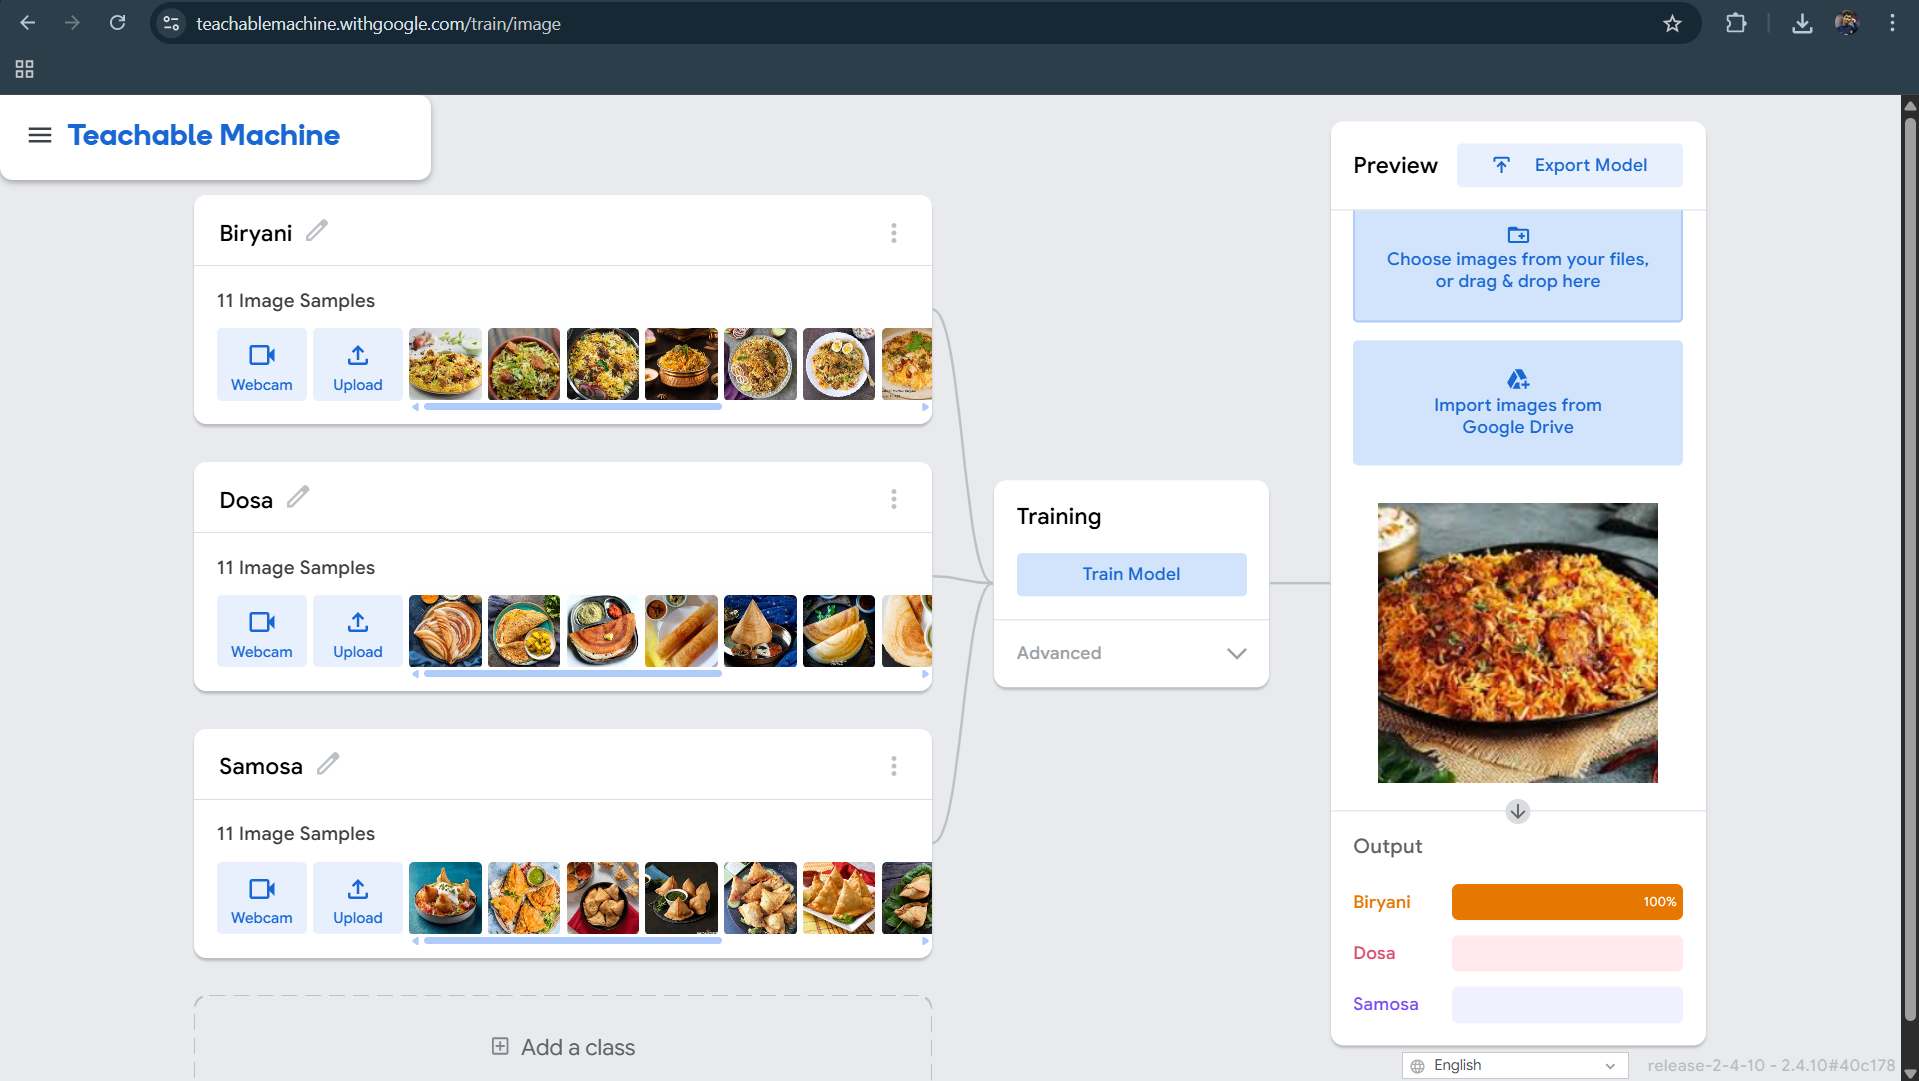 teachablemachine.withgoogle.com/train/image
Teachable Machine
Biryani
11 Image Samples
Webcam
Upload
Dosa
11 Image Samples
Webcam
Upload
Samosa
11 Image Samples
Webcam
Upload
Add a class
Training
Train Model
Advanced
Preview
Export Model
Choose images from your files,
or drag & drop here
Import images from
Google Drive
Output
Biryani
100%
Dosa
Samosa
English
release-2-4-10 - 2.4.10#40c178